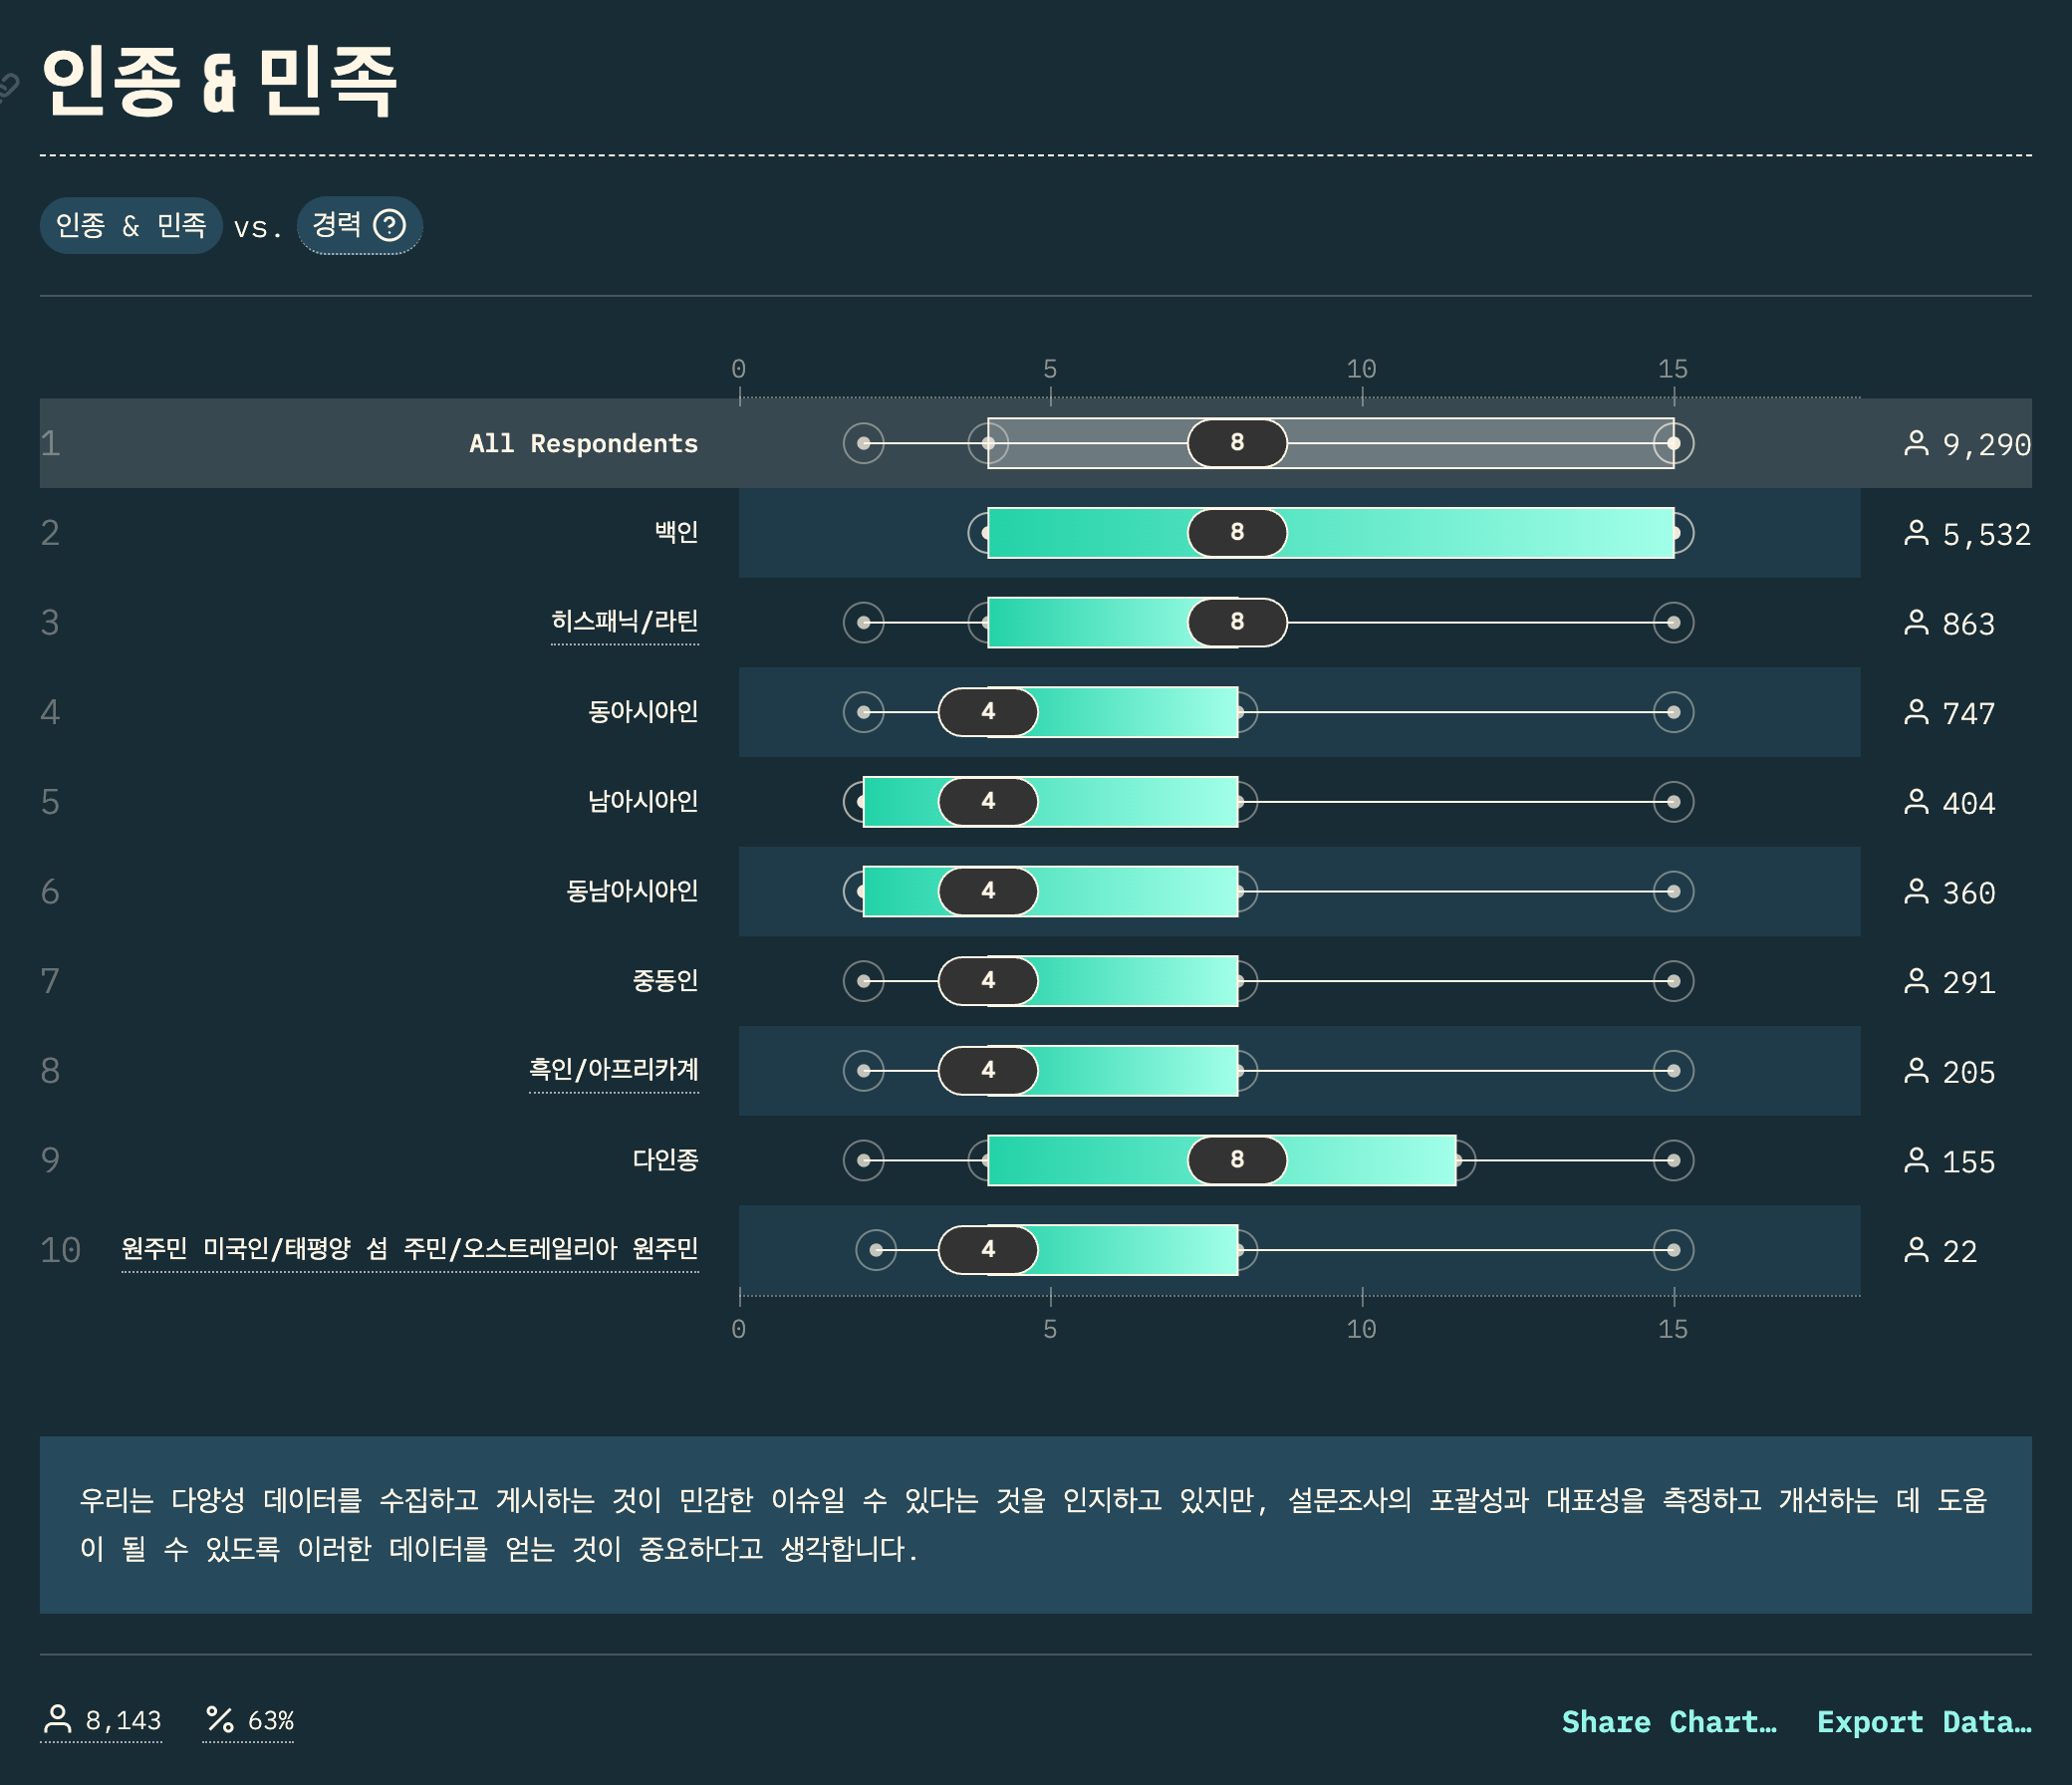 인종 & 민족
인종 & 민족 vs. 경력 ?
0 5 10 15
1 All Respondents 8 9,290
2 백인 8 5,532
3 히스패닉/라틴 8 863
4 동아시아인 4 747
5 남아시아인 4 404
6 동남아시아인 4 360
7 중동인 4 291
8 흑인/아프리카계 4 205
9 다인종 8 155
10 원주민 미국인/태평양 섬 주민/오스트레일리아 원주민 4 22
0 5 10 15
우리는 다양성 데이터를 수집하고 게시하는 것이 민감한 이슈일 수 있다는 것을 인지하고 있지만, 설문조사의 포괄성과 대표성을 측정하고 개선하는 데 도움
이 될 수 있도록 이러한 데이터를 얻는 것이 중요하다고 생각합니다.
8,143 % 63% Share Chart… Export Data…